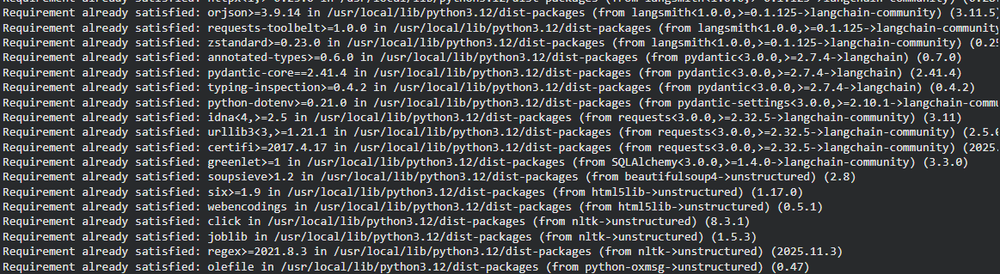 Requirement already satisfied: orjson>=3.9.14 in /usr/local/lib/python3.12/dist-packages (from langsmith<1.0.0,>=0.1.125->langchain-community) (3.11.5)
Requirement already satisfied: requests-toolbelt>=1.0.0 in /usr/local/lib/python3.12/dist-packages (from langsmith<1.0.0,>=0.1.125->langchain-community)
Requirement already satisfied: zstandard>=0.23.0 in /usr/local/lib/python3.12/dist-packages (from langsmith<1.0.0,>=0.1.125->langchain-community) (0.25
Requirement already satisfied: annotated-types>=0.6.0 in /usr/local/lib/python3.12/dist-packages (from pydantic<3.0.0,>=2.7.4->langchain) (0.7.0)
Requirement already satisfied: pydantic-core==2.41.4 in /usr/local/lib/python3.12/dist-packages (from pydantic<3.0.0,>=2.7.4->langchain) (2.41.4)
Requirement already satisfied: typing-inspection>=0.4.2 in /usr/local/lib/python3.12/dist-packages (from pydantic<3.0.0,>=2.7.4->langchain) (0.4.2)
Requirement already satisfied: python-dotenv>=0.21.0 in /usr/local/lib/python3.12/dist-packages (from pydantic-settings<3.0.0,>=2.10.1->langchain-commu
Requirement already satisfied: idna<4,>=2.5 in /usr/local/lib/python3.12/dist-packages (from requests<3.0.0,>=2.32.5->langchain-community) (3.11)
Requirement already satisfied: urllib3<3,>=1.21.1 in /usr/local/lib/python3.12/dist-packages (from requests<3.0.0,>=2.32.5->langchain-community) (2.5.0
Requirement already satisfied: certifi>=2017.4.17 in /usr/local/lib/python3.12/dist-packages (from requests<3.0.0,>=2.32.5->langchain-community) (2025.
Requirement already satisfied: greenlet>=1 in /usr/local/lib/python3.12/dist-packages (from SQLAlchemy<3.0.0,>=1.4.0->langchain-community) (3.3.0)
Requirement already satisfied: soupsieve>1.2 in /usr/local/lib/python3.12/dist-packages (from beautifulsoup4->unstructured) (2.8)
Requirement already satisfied: six>=1.9 in /usr/local/lib/python3.12/dist-packages (from html5lib->unstructured) (1.17.0)
Requirement already satisfied: webencodings in /usr/local/lib/python3.12/dist-packages (from html5lib->unstructured) (0.5.1)
Requirement already satisfied: click in /usr/local/lib/python3.12/dist-packages (from nltk->unstructured) (8.3.1)
Requirement already satisfied: joblib in /usr/local/lib/python3.12/dist-packages (from nltk->unstructured) (1.5.3)
Requirement already satisfied: regex>=2021.8.3 in /usr/local/lib/python3.12/dist-packages (from nltk->unstructured) (2025.11.3)
Requirement already satisfied: olefile in /usr/local/lib/python3.12/dist-packages (from python-oxmsg->unstructured) (0.47)